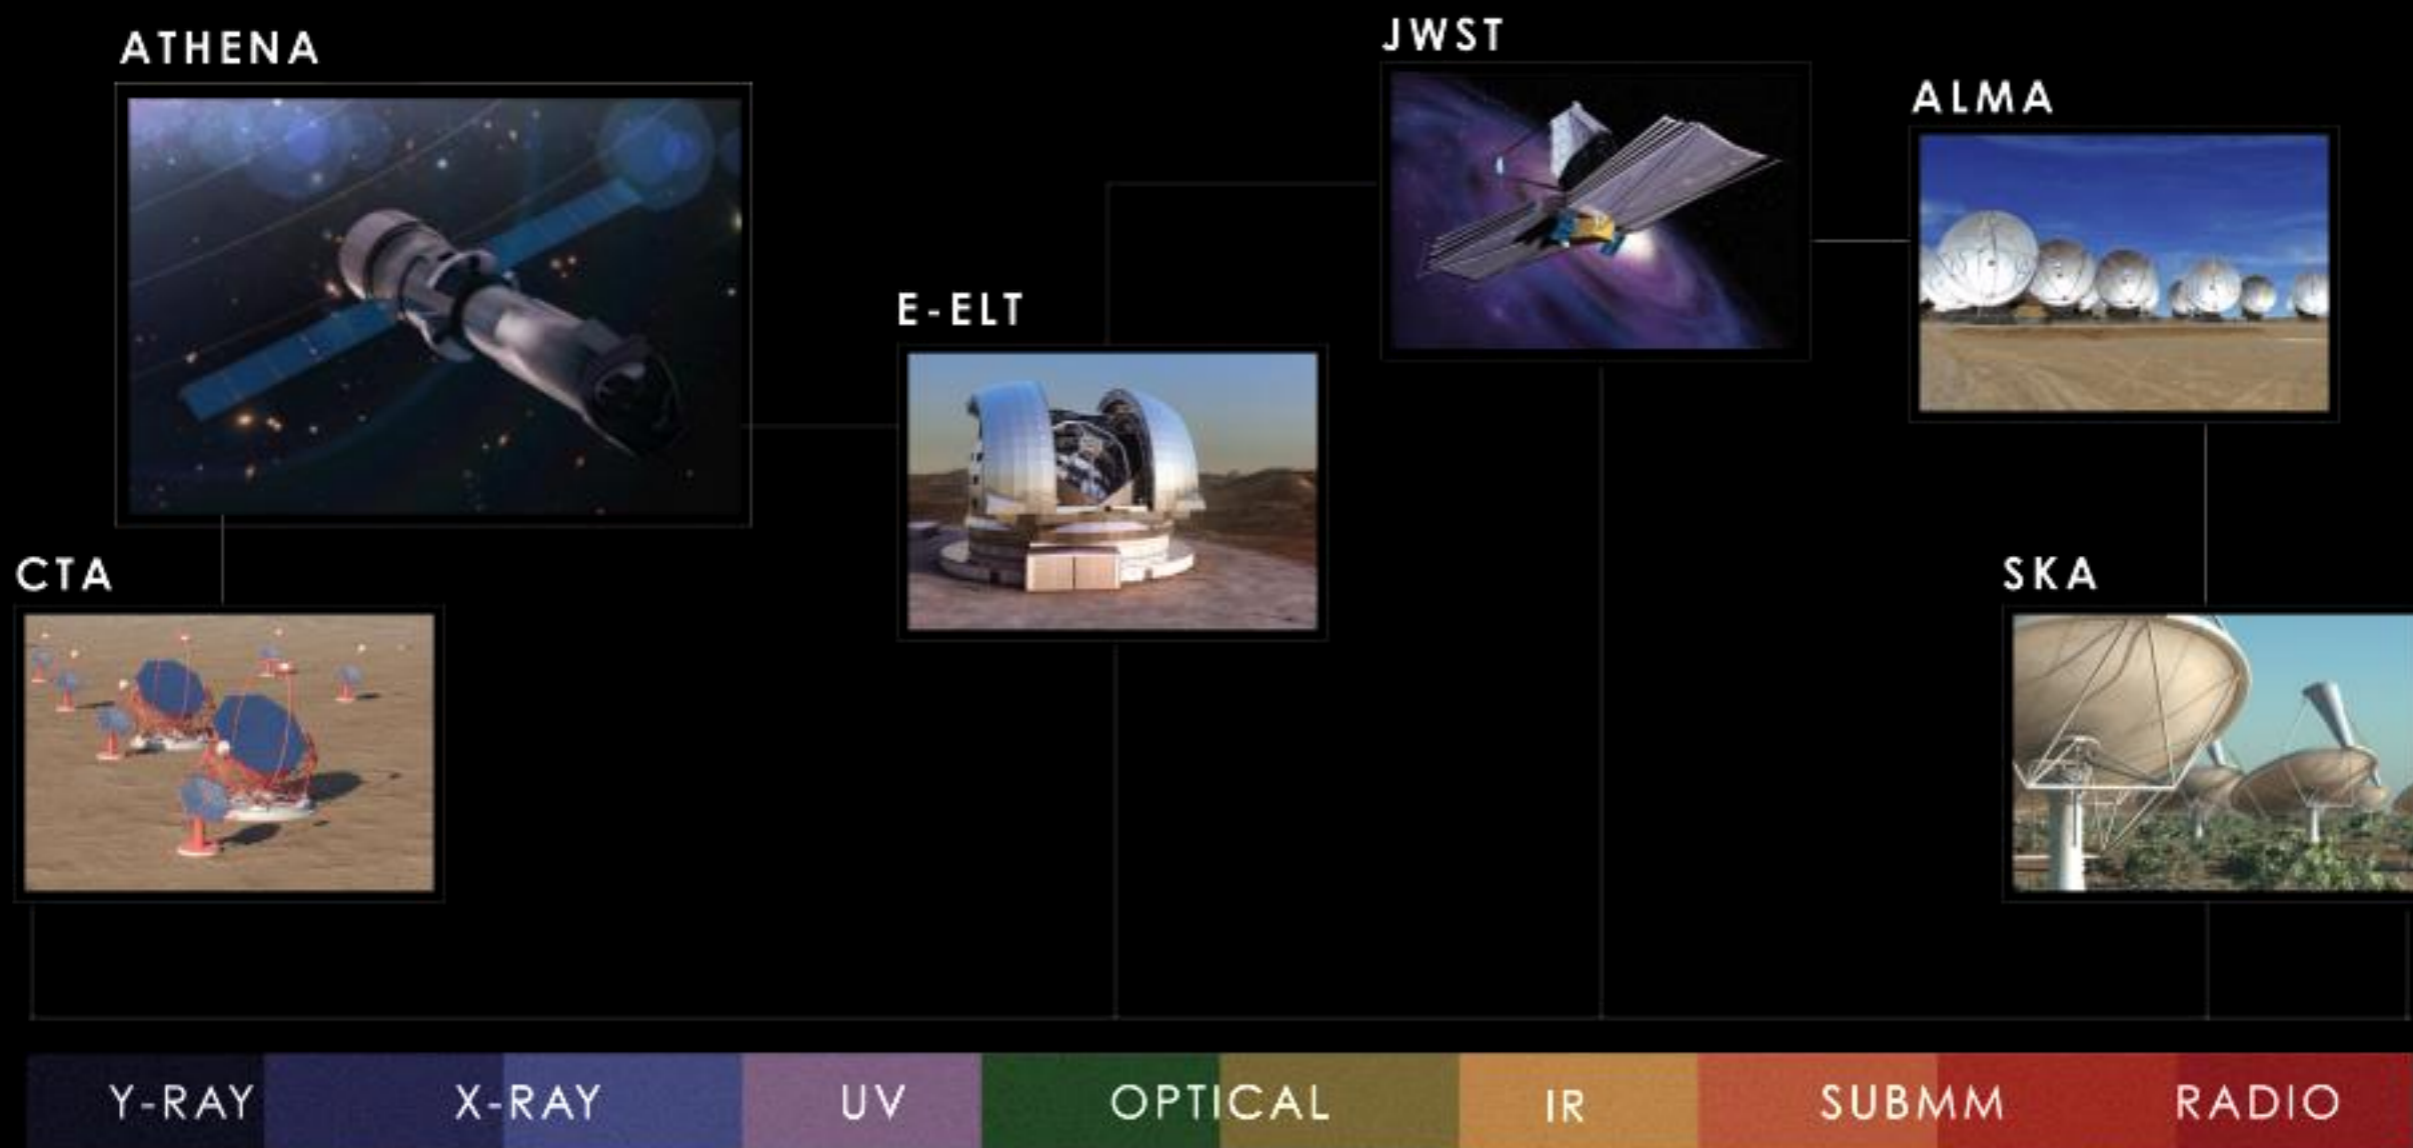 ATHENA
JWST
ALMA
E-ELT
CTA
SKA
Y-RAY X-RAY UV OPTICAL IR SUBMM RADIO